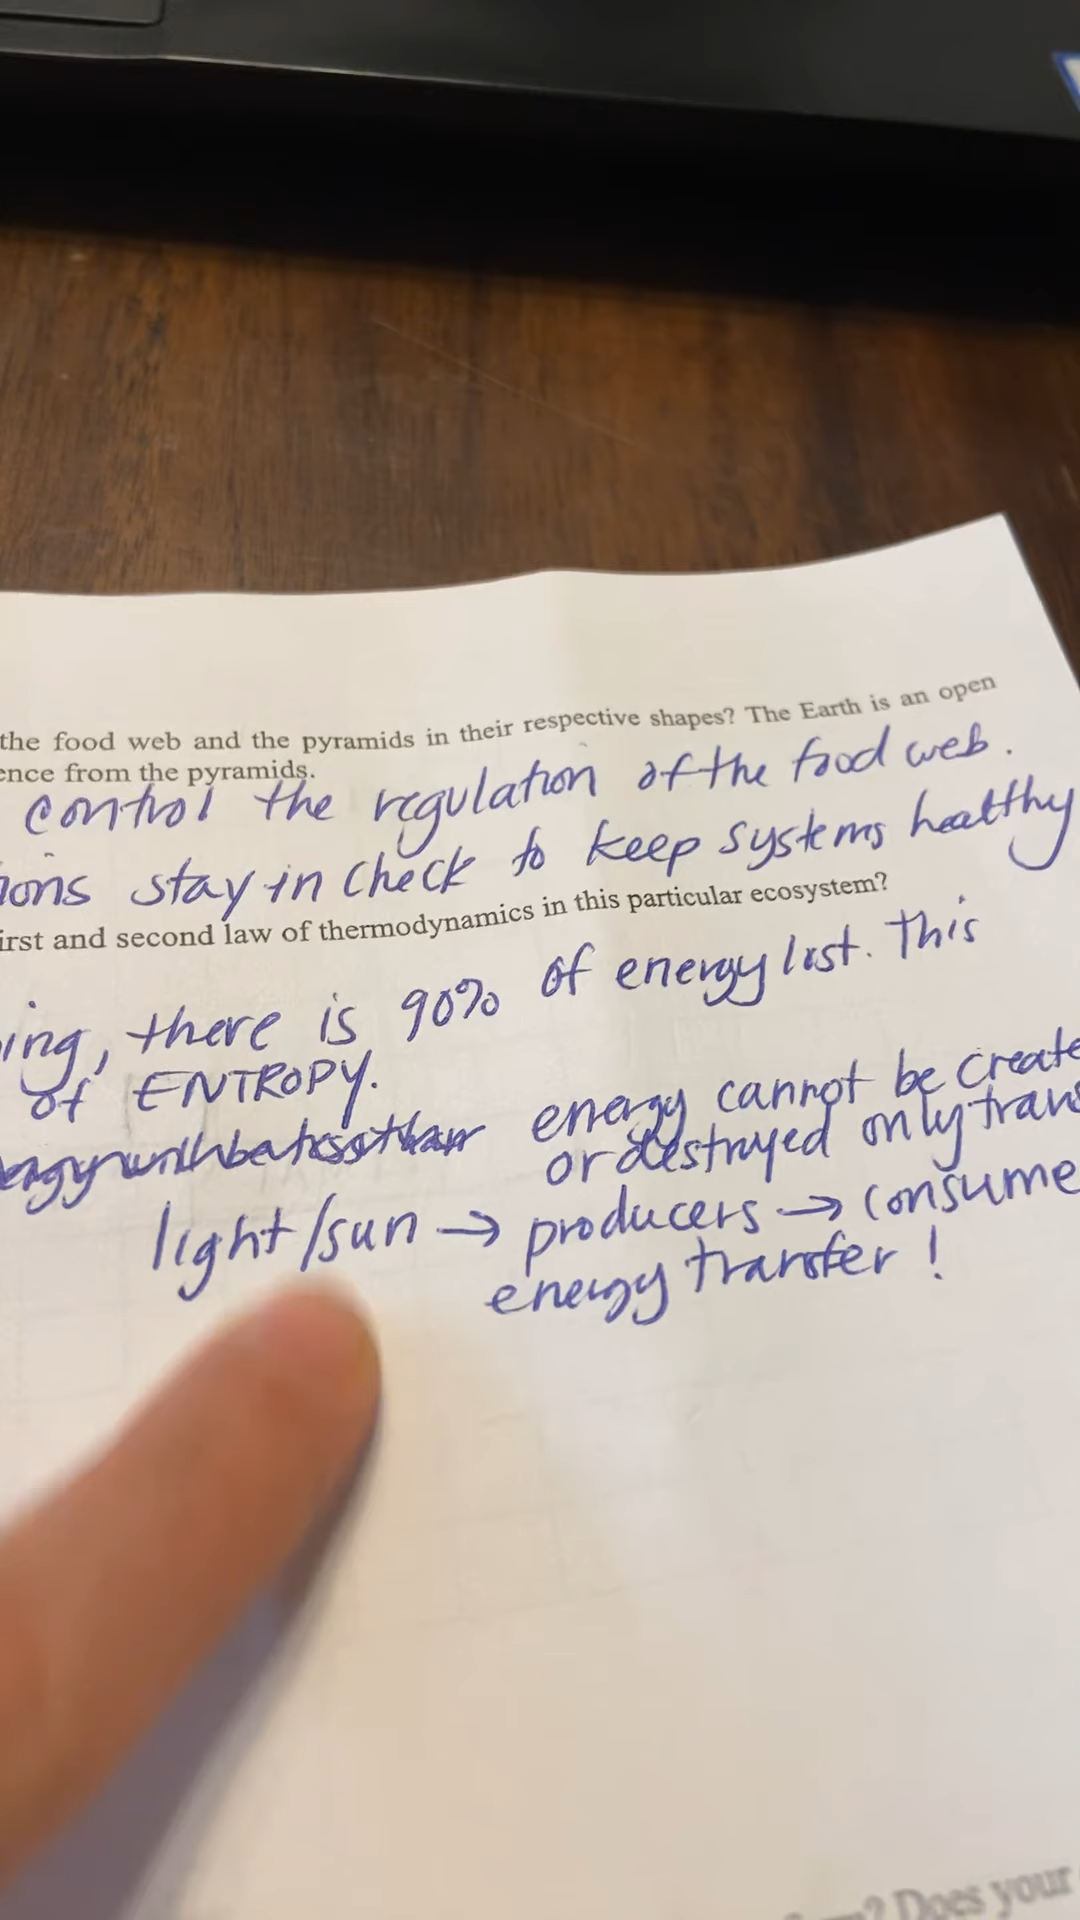 the food web and the pyramids in their respective shapes? The Earth is an open
ence from the pyramids.
control the regulation of the food web.
ions stay in check to keep systems healthy
irst and second law of thermodynamics in this particular ecosystem?
ing, there is 90% of energy lost. This
of ENTROPY.
energy cannot be create
or destroyed only trans
light/sun → producers → consume
energy transfer!
? Does your